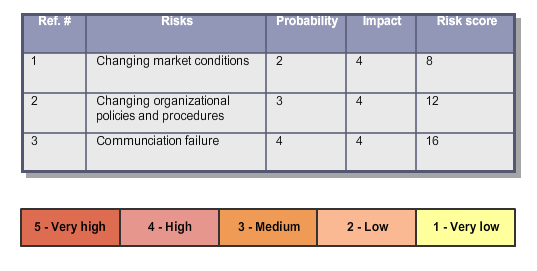 Ref. # Risks Probability Impact Risk score
1 Changing market conditions 2 4 8
2 Changing organizational 3 4 12
policies and procedures
3 Communciation failure 4 4 16
5 - Very high 4 - High 3 - Medium 2 - Low 1 - Very low